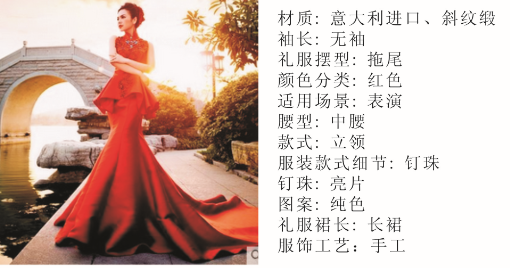 材质: 意大利进口、斜纹缎
袖长: 无袖
礼服摆型: 拖尾
颜色分类: 红色
适用场景: 表演
腰型: 中腰
款式: 立领
服装款式细节: 钉珠
钉珠: 亮片
图案: 纯色
礼服裙长: 长裙
服饰工艺: 手工